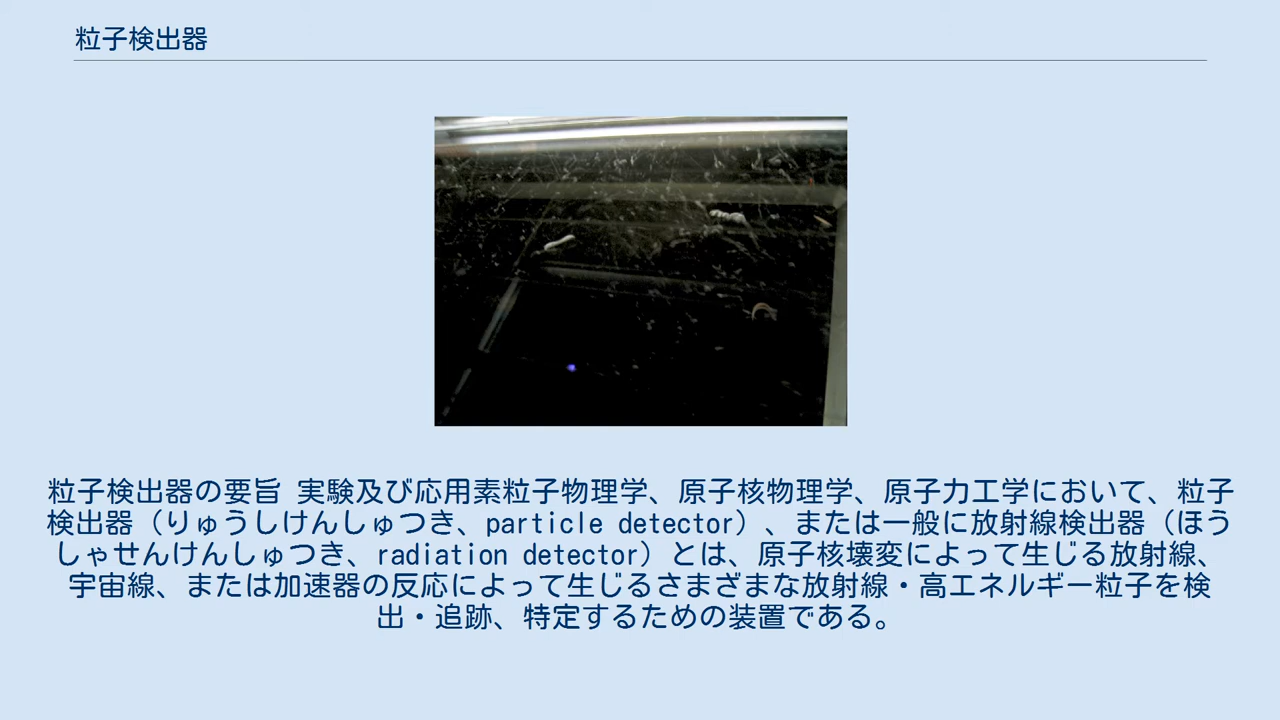 粒子検出器
粒子検出器の要旨 実験及び応用素粒子物理学、原子核物理学、原子力工学において、粒子
検出器（りゅうしけんしゅつき、particle detector）、または一般に放射線検出器（ほう
しゃせんけんしゅつき、radiation detector）とは、原子核壊変によって生じる放射線、
宇宙線、または加速器の反応によって生じるさまざまな放射線・高エネルギー粒子を検
出・追跡、特定するための装置である。